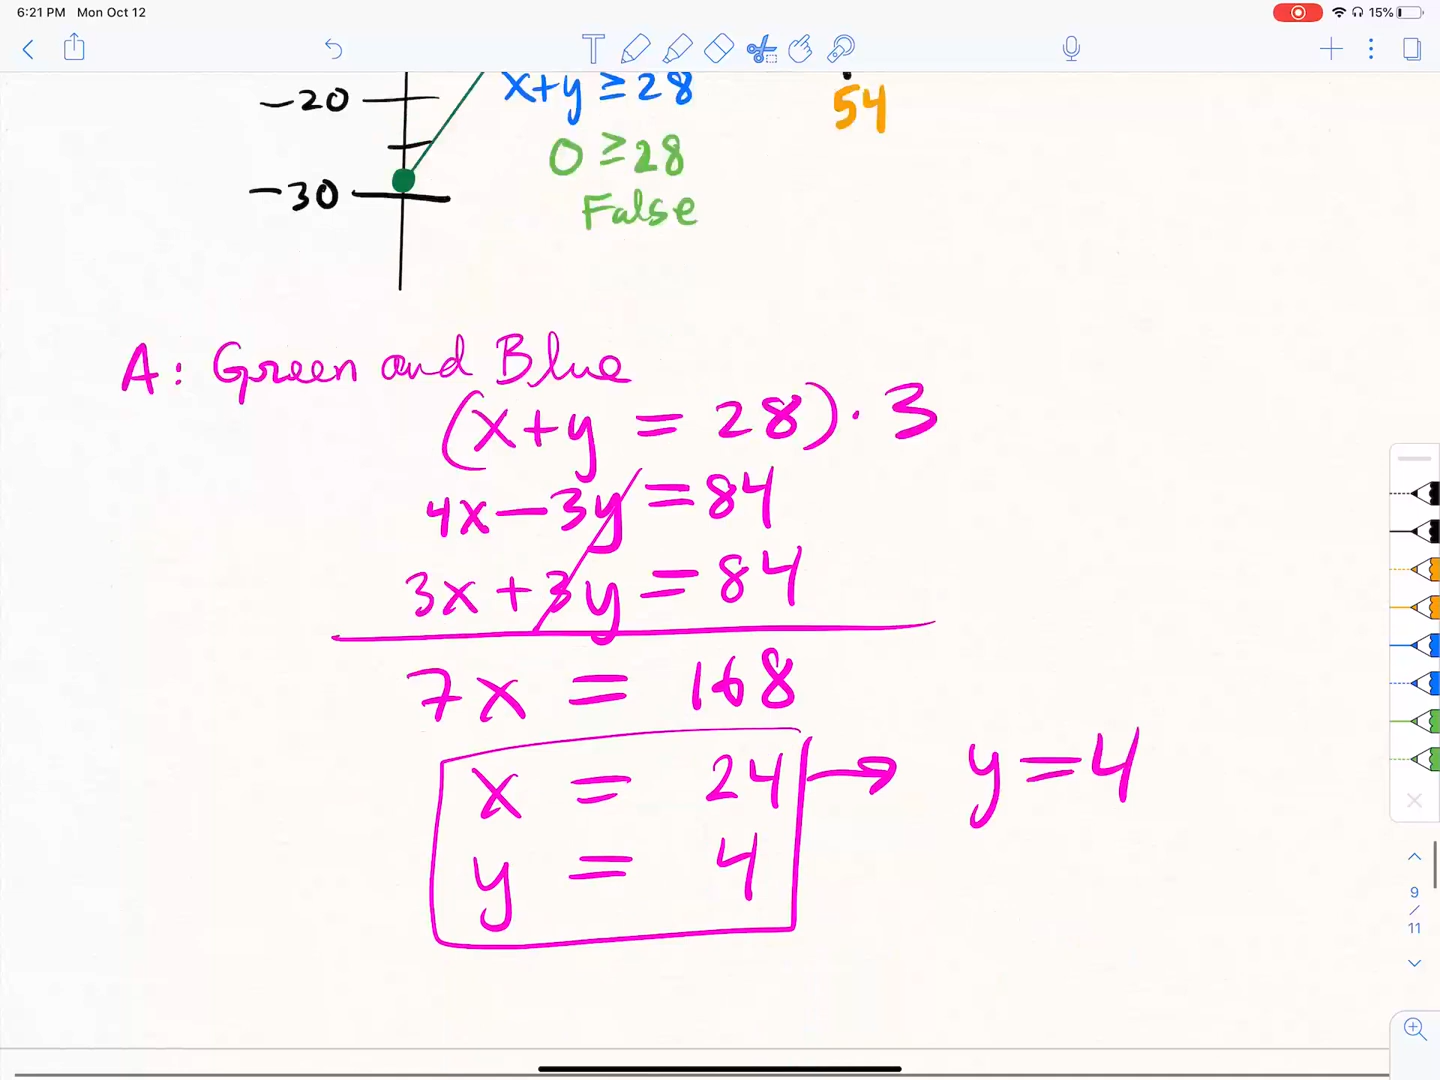 6:21 PM Mon Oct 12
15%
T
-20
x+y ≥ 28
54
0 ≥ 28
-30
False
A: Green and Blue
(x+y = 28) · 3
4x - 3y = 84
3x + 3y = 84
7x = 168
x = 24 → y = 4
y = 4
9
/
11